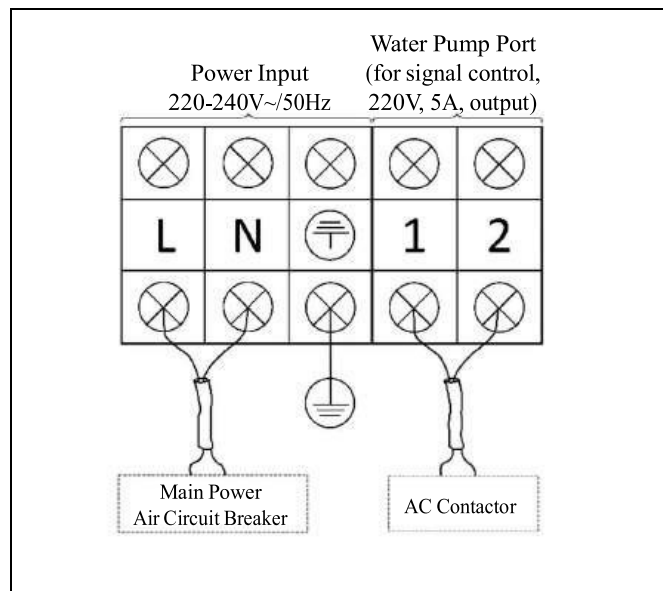 Water Pump Port
Power Input
(for signal control,
220-240V~/50Hz
220V, 5A, output)
L N 1 2
Main Power
Air Circuit Breaker
AC Contactor